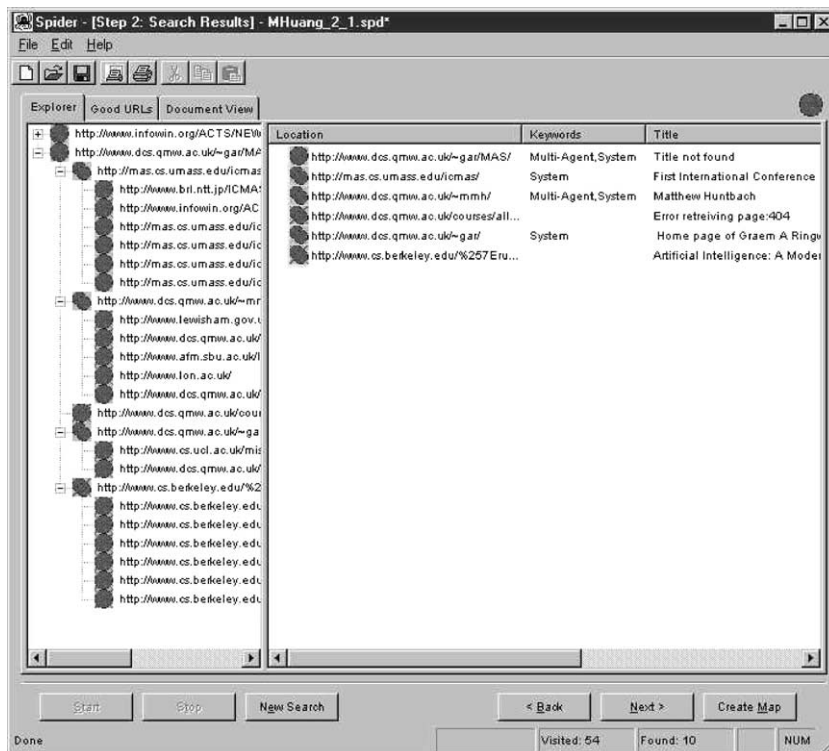 Spider - [Step 2: Search Results] - MHuang_2_1.spd*
File Edit Help
Explorer Good URLs Document View
http://www.infowin.org/ACTS/NEW
http://www.dcs.qmw.ac.uk/~gar/MA
http://mas.cs.umass.edu/icmas
http://www.brl.ntt.jp/ICMA
http://www.infowin.org/AC
http://mas.cs.umass.edu/ic
http://mas.cs.umass.edu/ic
http://mas.cs.umass.edu/ic
http://mas.cs.umass.edu/ic
http://www.dcs.qmw.ac.uk/~mm
http://www.lewisham.gov.u
http://www.dcs.qmw.ac.uk/
http://www.afm.sbu.ac.uk/l
http://www.lon.ac.uk/
http://www.dcs.qmw.ac.uk/
http://www.dcs.qmw.ac.uk/cour
http://www.dcs.qmw.ac.uk/~ga
http://www.cs.ucl.ac.uk/mis
http://www.dcs.qmw.ac.uk/
http://www.cs.berkeley.edu/%2
http://www.cs.berkeley.edu
http://www.cs.berkeley.edu
http://www.cs.berkeley.edu
http://www.cs.berkeley.edu
http://www.cs.berkeley.edu
http://www.cs.berkeley.edu
Location Keywords Title
http://www.dcs.qmw.ac.uk/~gar/MAS/ Multi-Agent,System Title not found
http://mas.cs.umass.edu/icmas/ System First International Conference
http://www.dcs.qmw.ac.uk/~mmh/ Multi-Agent,System Matthew Huntbach
http://www.dcs.qmw.ac.uk/courses/all... Error retreiving page:404
http://www.dcs.qmw.ac.uk/~gar/ System Home page of Graem A Ringw
http://www.cs.berkeley.edu/%257Eru... Artificial Intelligence: A Moder
Start Stop New Search < Back Next > Create Map
Done Visited: 54 Found: 10 NUM